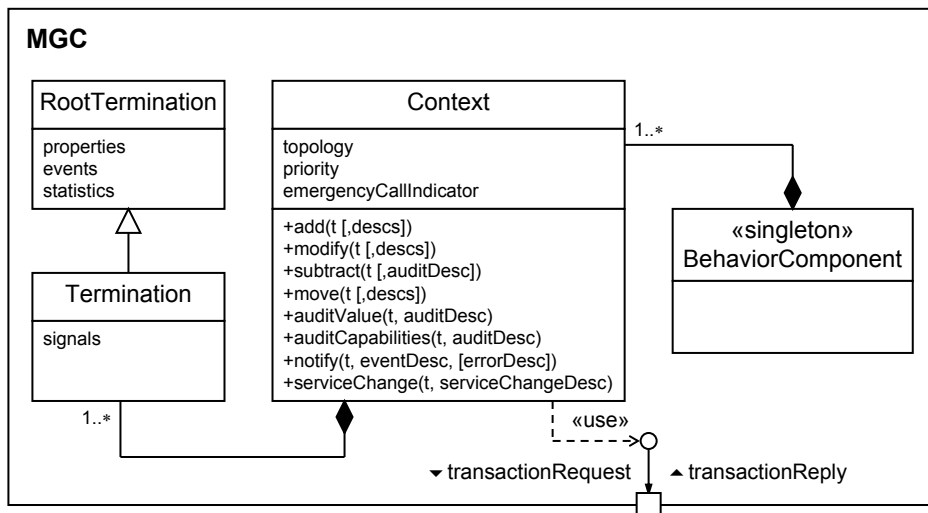 MGC
RootTermination
properties
events
statistics
Termination
signals
1..*
Context
topology
priority
emergencyCallIndicator
+add(t [,descs])
+modify(t [,descs])
+subtract(t [,auditDesc])
+move(t [,descs])
+auditValue(t, auditDesc)
+auditCapabilities(t, auditDesc)
+notify(t, eventDesc, [errorDesc])
+serviceChange(t, serviceChangeDesc)
1..*
«singleton»
BehaviorComponent
«use»
transactionRequest
transactionReply